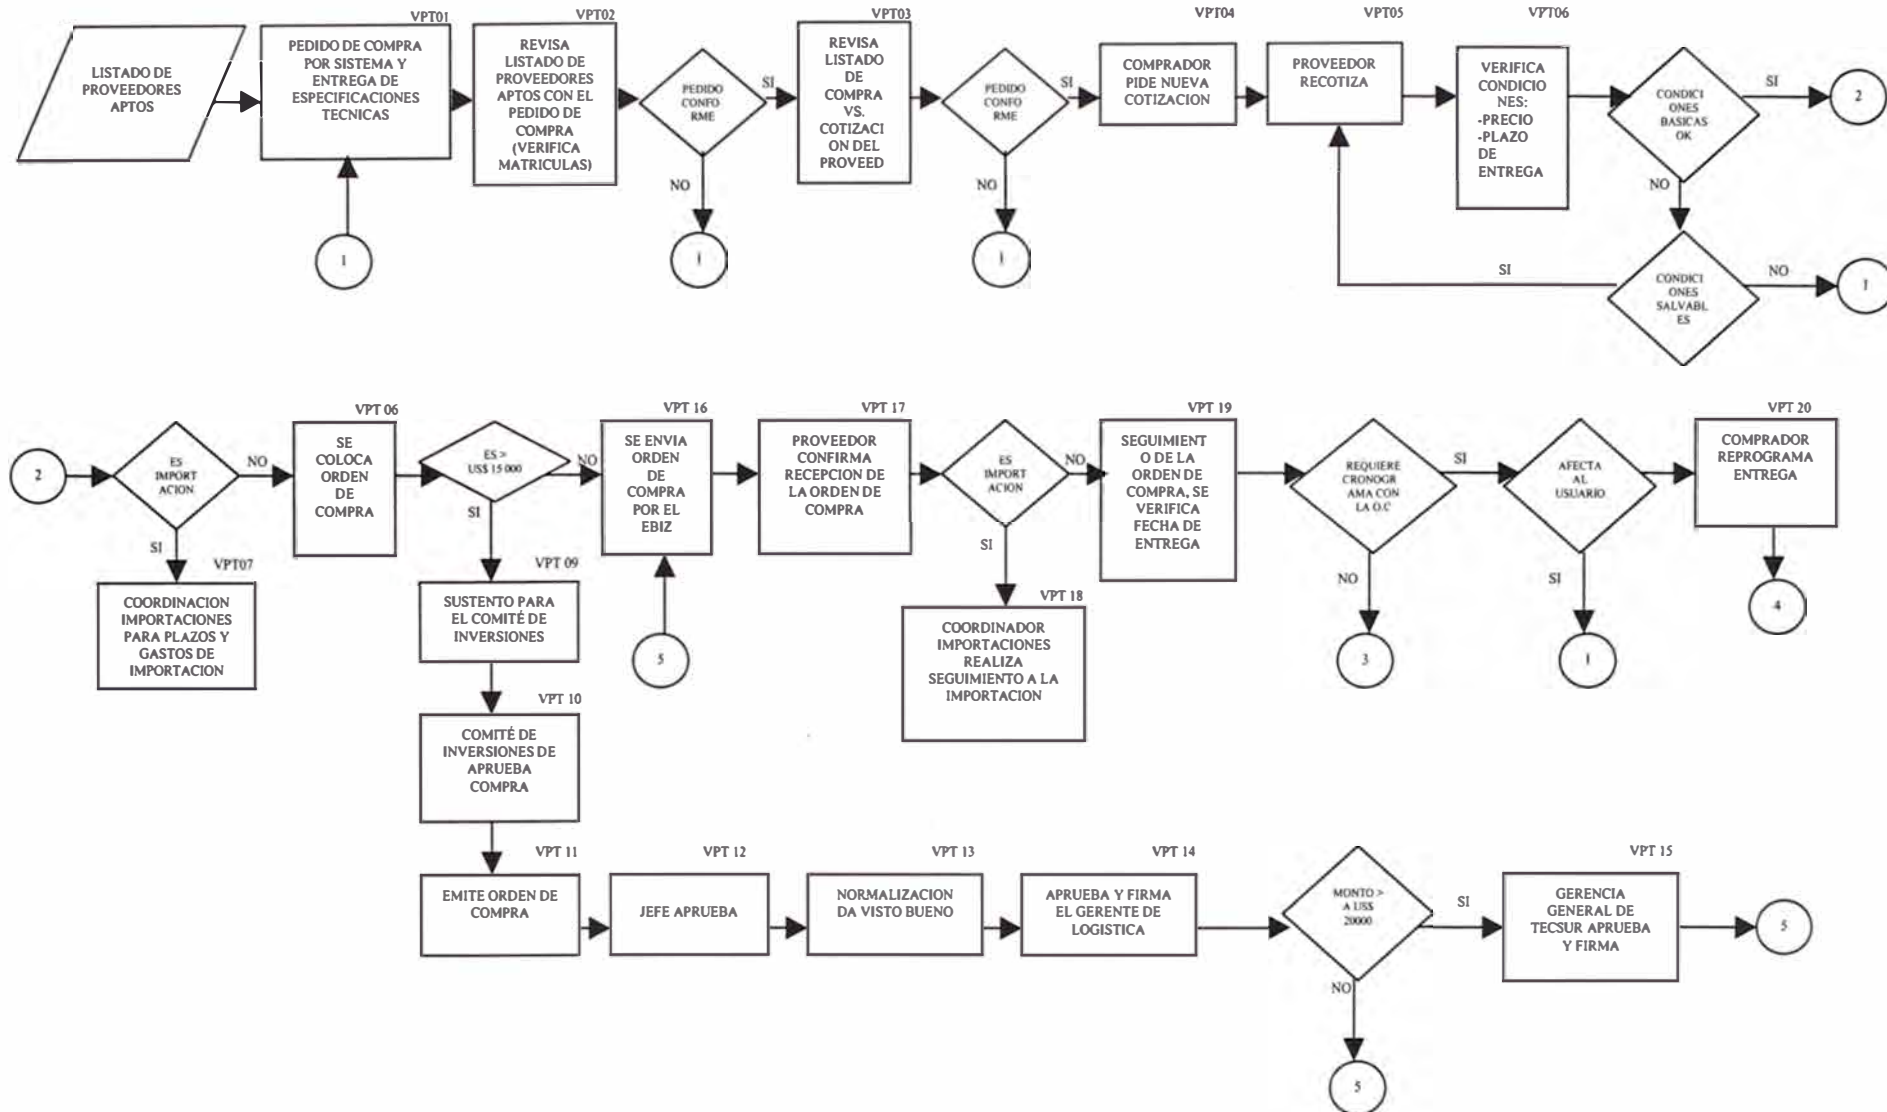 LISTADO DE
PROVEEDORES
APTOS
VPT01
PEDIDO DE COMPRA
POR SISTEMA Y
ENTREGA DE
ESPECIFICACIONES
TECNICAS
1
VPT02
REVISA
LISTADO DE
PROVEEDORES
APTOS CON EL
PEDIDO DE
COMPRA
(VERIFICA
MATRICULAS)
PEDIDO
CONFO
RME
SI
NO
1
VPT03
REVISA
LISTADO
DE
COMPRA
VS.
COTIZACI
ON DEL
PROVEED
PEDIDO
CONFO
RME
SI
NO
1
VPT04
COMPRADOR
PIDE NUEVA
COTIZACION
VPT05
PROVEEDOR
RECOTIZA
VPT06
VERIFICA
CONDICIO
NES:
-PRECIO
-PLAZO
DE
ENTREGA
CONDICI
ONES
BASICAS
OK
SI
2
NO
CONDICI
ONES
SALVABL
ES
SI
NO
1
2
ES
IMPORT
ACION
NO
SI
VPT07
COORDINACION
IMPORTACIONES
PARA PLAZOS Y
GASTOS DE
IMPORTACION
VPT 06
SE
COLOCA
ORDEN
DE
COMPRA
ES >
US$ 15 000
NO
SI
VPT 09
SUSTENTO PARA
EL COMITÉ DE
INVERSIONES
VPT 10
COMITÉ DE
INVERSIONES DE
APRUEBA
COMPRA
VPT 16
SE ENVIA
ORDEN
DE
COMPRA
POR EL
EBIZ
5
VPT 17
PROVEEDOR
CONFIRMA
RECEPCION DE
LA ORDEN DE
COMPRA
ES
IMPORT
ACION
NO
SI
VPT 18
COORDINADOR
IMPORTACIONES
REALIZA
SEGUIMIENTO A LA
IMPORTACION
VPT 19
SEGUIMIENT
O DE LA
ORDEN DE
COMPRA, SE
VERIFICA
FECHA DE
ENTREGA
REQUIERE
CRONOGR
AMA CON
LA O.C
SI
NO
3
AFECTA
AL
USUARIO
SI
1
VPT 20
COMPRADOR
REPROGRAMA
ENTREGA
4
VPT 11
EMITE ORDEN DE
COMPRA
VPT 12
JEFE APRUEBA
VPT 13
NORMALIZACION
DA VISTO BUENO
VPT 14
APRUEBA Y FIRMA
EL GERENTE DE
LOGISTICA
MONTO >
A US$
20000
SI
NO
5
VPT 15
GERENCIA
GENERAL DE
TECSUR APRUEBA
Y FIRMA
5